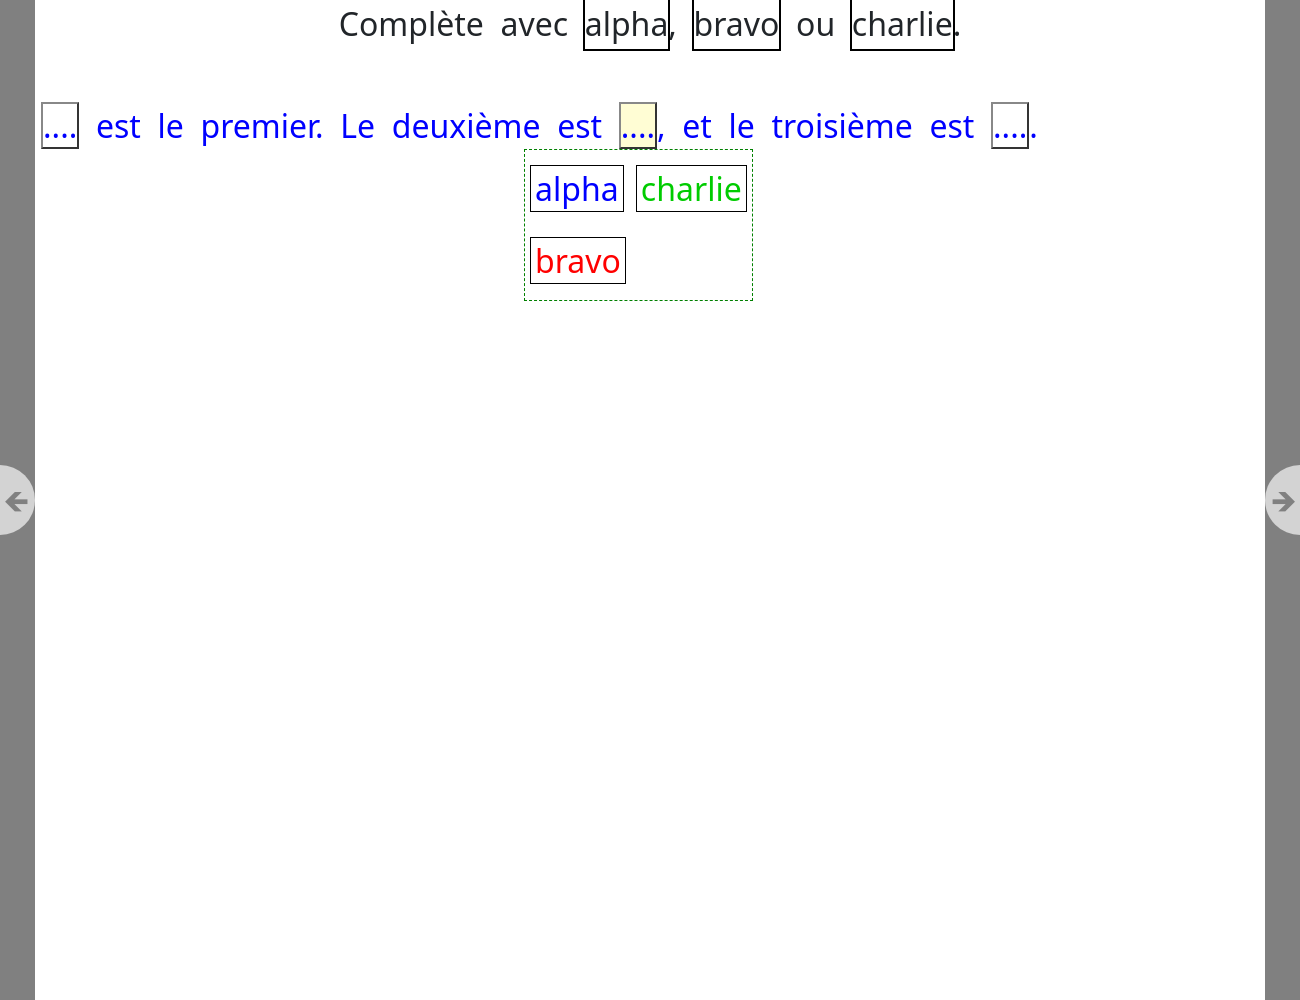 Complète avec alpha, bravo ou charlie.
.... est le premier. Le deuxième est ...., et le troisième est .....
alpha charlie
bravo